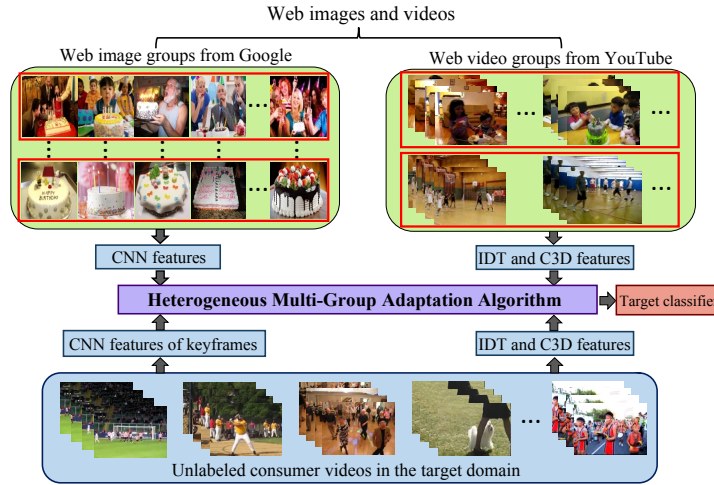 Web images and videos
Web image groups from Google
Web video groups from YouTube
CNN features
IDT and C3D features
Heterogeneous Multi-Group Adaptation Algorithm
Target classifier
CNN features of keyframes
IDT and C3D features
Unlabeled consumer videos in the target domain